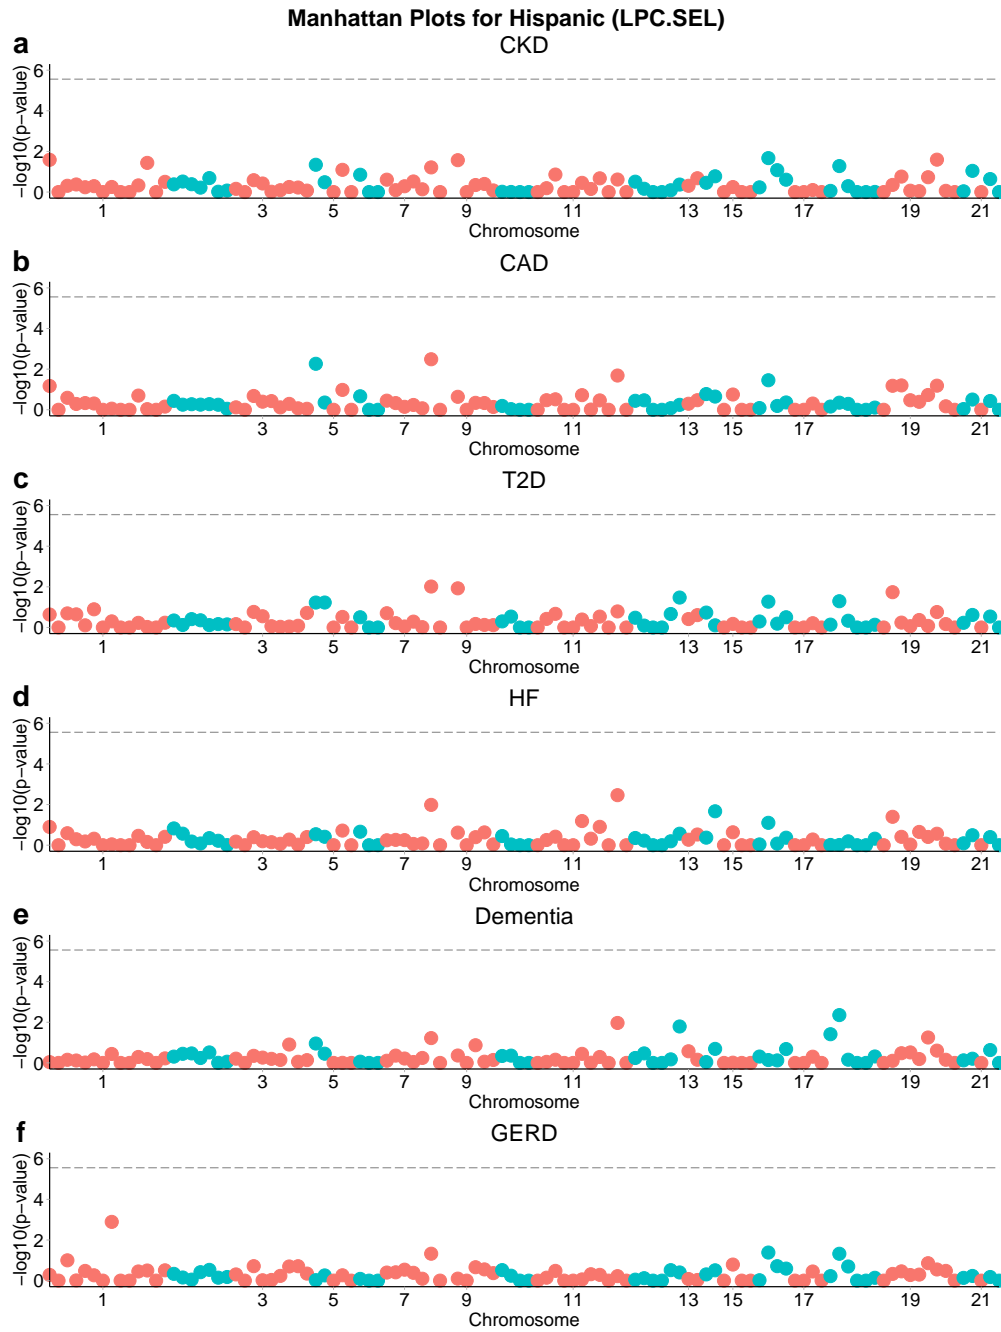 Manhattan Plots for Hispanic (LPC.SEL)
a
CKD
−log10(p−value)
6
4
2
0
1 3 5 7 9 11 13 15 17 19 21
Chromosome
b
CAD
−log10(p−value)
6
4
2
0
1 3 5 7 9 11 13 15 17 19 21
Chromosome
c
T2D
−log10(p−value)
6
4
2
0
1 3 5 7 9 11 13 15 17 19 21
Chromosome
d
HF
−log10(p−value)
6
4
2
0
1 3 5 7 9 11 13 15 17 19 21
Chromosome
e
Dementia
−log10(p−value)
6
4
2
0
1 3 5 7 9 11 13 15 17 19 21
Chromosome
f
GERD
−log10(p−value)
6
4
2
0
1 3 5 7 9 11 13 15 17 19 21
Chromosome